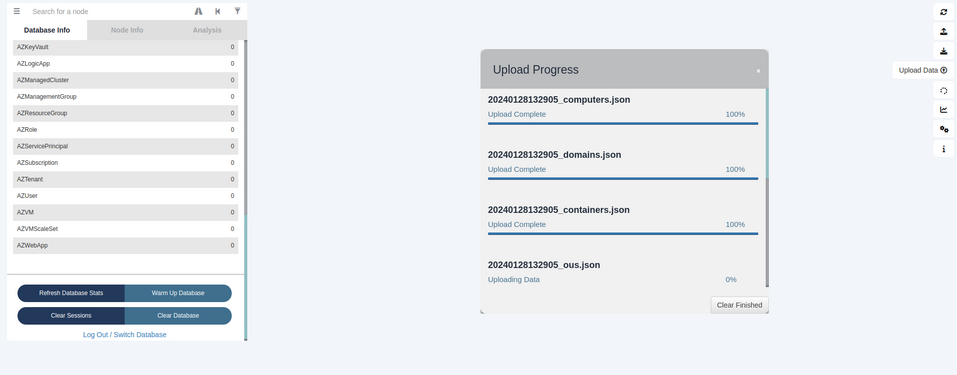 Search for a node
Database Info
Node Info
Analysis
AZKeyVault 0
AZLogicApp 0
AZManagedCluster 0
AZManagementGroup 0
AZResourceGroup 0
AZRole 0
AZServicePrincipal 0
AZSubscription 0
AZTenant 0
AZUser 0
AZVM 0
AZVMScaleSet 0
AZWebApp 0
Refresh Database Stats
Warm Up Database
Clear Sessions
Clear Database
Log Out / Switch Database
Upload Progress
×
20240128132905_computers.json
Upload Complete 100%
20240128132905_domains.json
Upload Complete 100%
20240128132905_containers.json
Upload Complete 100%
20240128132905_ous.json
Uploading Data 0%
Clear Finished
Upload Data